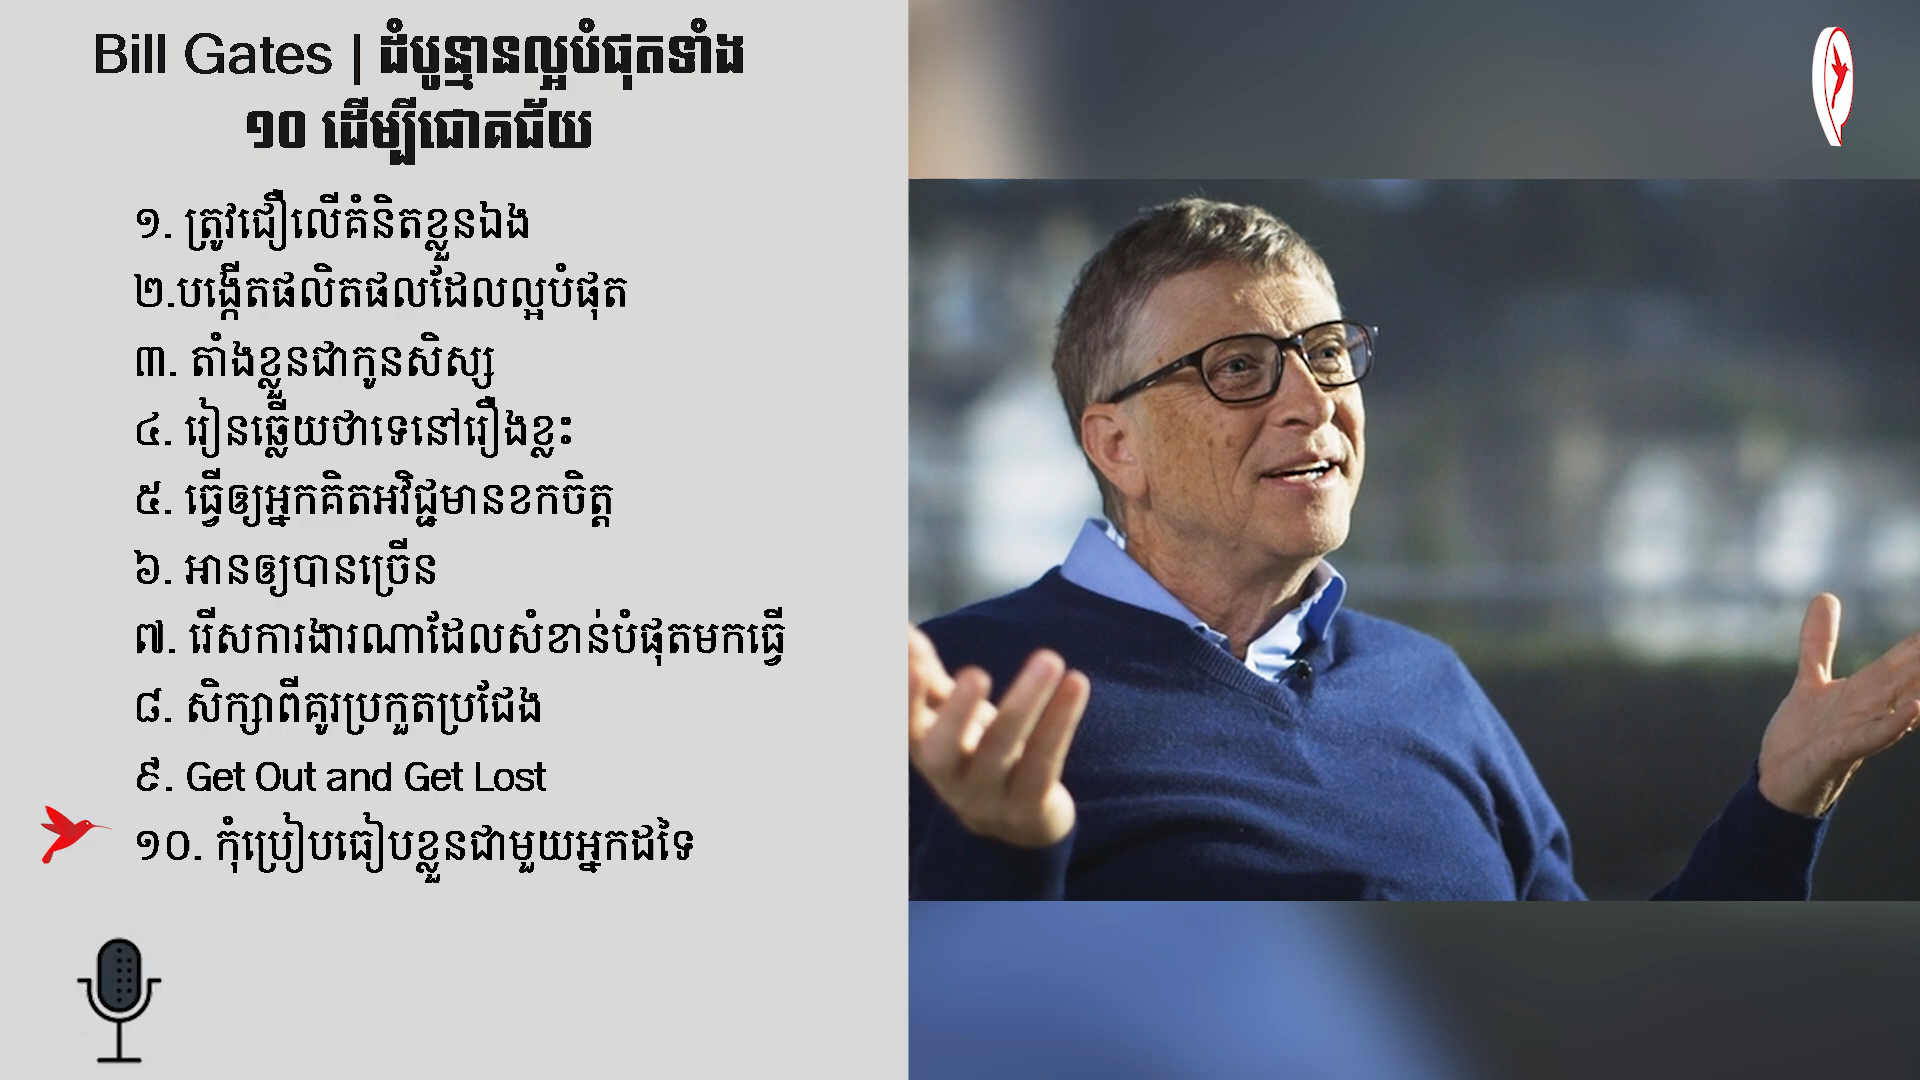 Bill Gates | ដំបូន្មានល្អបំផុតទាំង
១០ ដើម្បីជោគជ័យ
១. ត្រូវជឿលើគំនិតខ្លួនឯង
២.បង្កើតផលិតផលដែលល្អបំផុត
៣. តាំងខ្លួនជាកូនសិស្ស
៤. រៀនឆ្លើយថាទេនៅរឿងខ្លះ
៥. ធ្វើឲ្យអ្នកគិតអវិជ្ជមានខកចិត្ត
៦. អានឲ្យបានច្រើន
៧. រើសការងារណាដែលសំខាន់បំផុតមកធ្វើ
៨. សិក្សាពីគូរប្រកួតប្រជែង
៩. Get Out and Get Lost
១០. កុំប្រៀបធៀបខ្លួនជាមួយអ្នកដទៃ